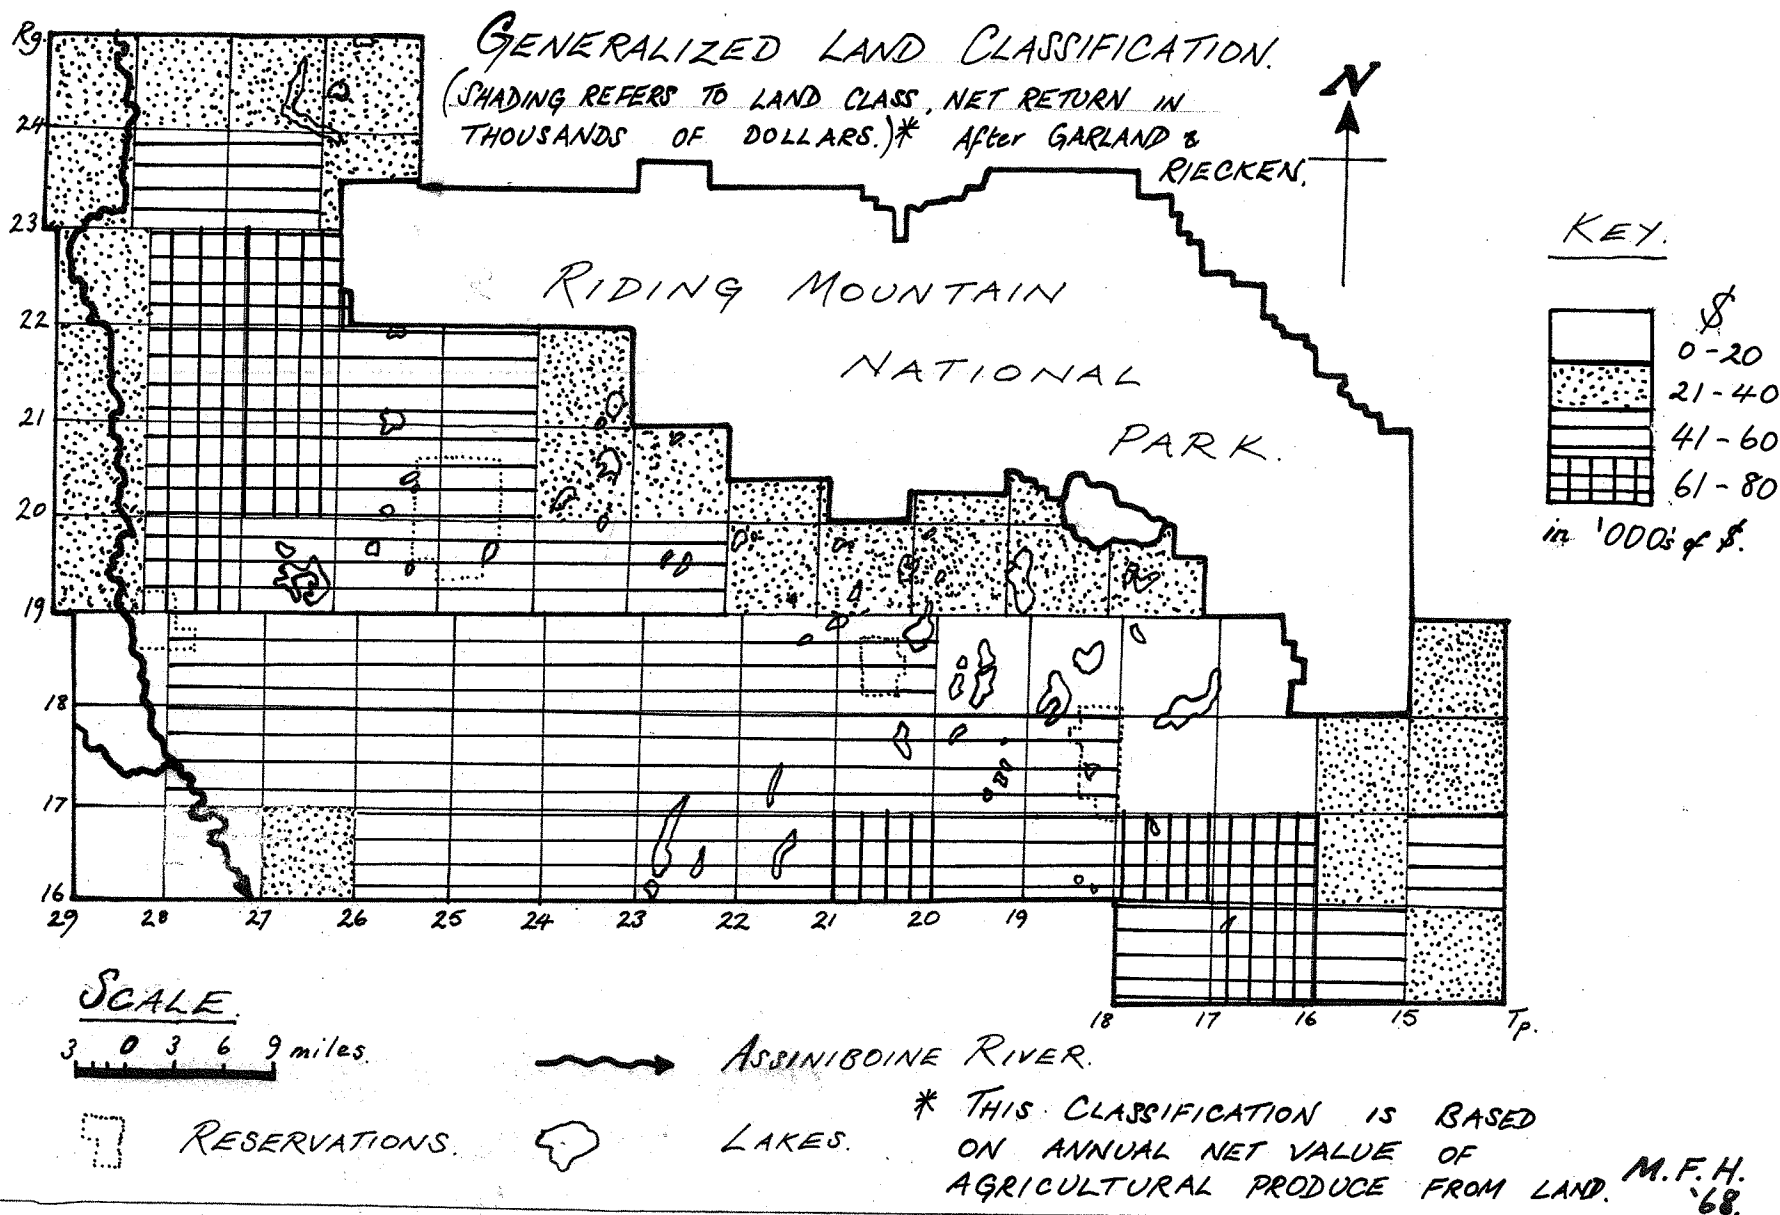 GENERALIZED LAND CLASSIFICATION.
(SHADING REFERS TO LAND CLASS, NET RETURN IN
THOUSANDS OF DOLLARS.)* After GARLAND &
RIECKEN.
N
Rg.
24
23
22
21
20
19
18
17
16
RIDING MOUNTAIN
NATIONAL
PARK.
KEY.
$
0-20
21-40
41-60
61-80
in '000's of $.
29 28 27 26 25 24 23 22 21 20 19
18 17 16 15 Tp.
SCALE.
3 0 3 6 9 miles.
ASSINIBOINE RIVER.
RESERVATIONS.
LAKES.
* THIS CLASSIFICATION IS BASED
ON ANNUAL NET VALUE OF
AGRICULTURAL PRODUCE FROM LAND.
M.F.H.
'68.